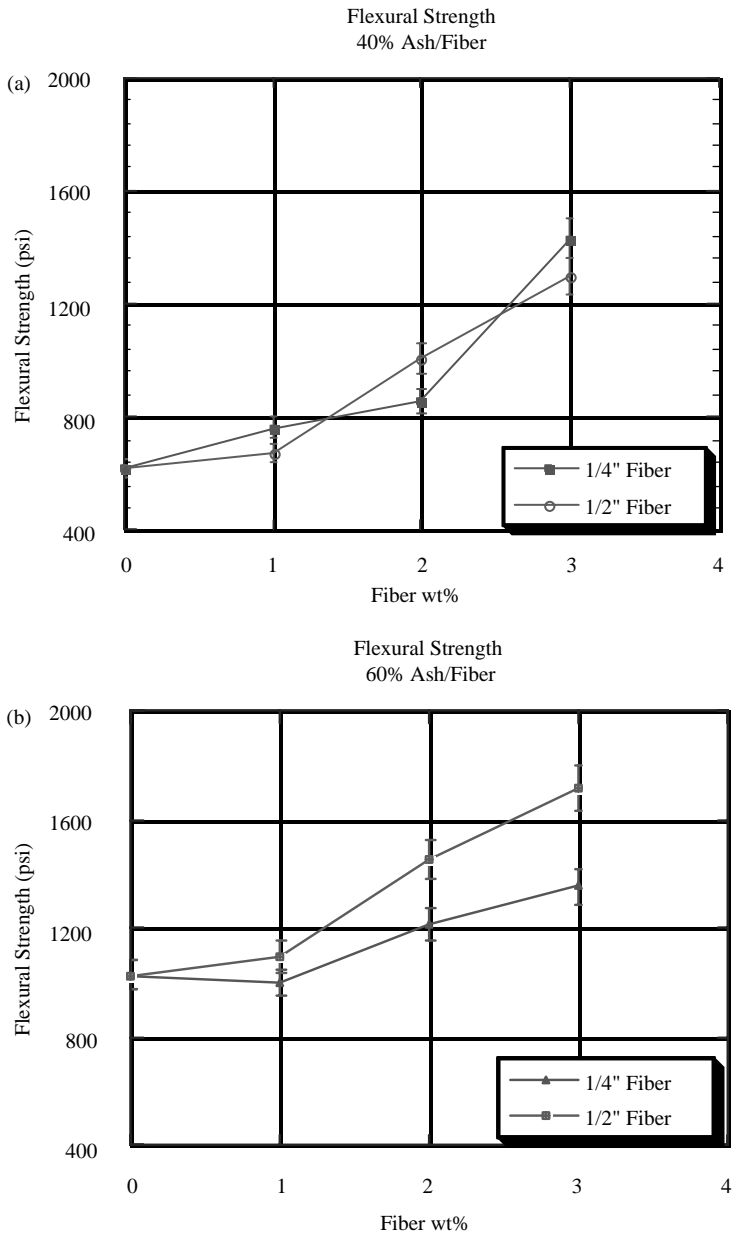 Flexural Strength
40% Ash/Fiber
(a)
2000
1600
1200
800
400
Flexural Strength (psi)
1/4" Fiber
1/2" Fiber
0 1 2 3 4
Fiber wt%
Flexural Strength
60% Ash/Fiber
(b)
2000
1600
1200
800
400
Flexural Strength (psi)
1/4" Fiber
1/2" Fiber
0 1 2 3 4
Fiber wt%